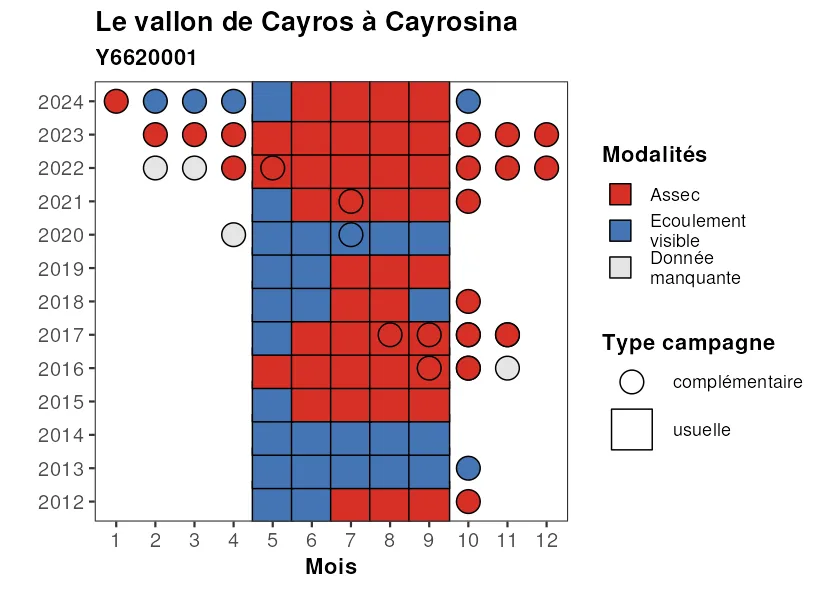 Le vallon de Cayros à Cayrosina
Y6620001
2024
2023
2022
2021
2020
2019
2018
2017
2016
2015
2014
2013
2012
1 2 3 4 5 6 7 8 9 10 11 12
Mois
Modalités
Assec
Ecoulement
visible
Donnée
manquante
Type campagne
complémentaire
usuelle